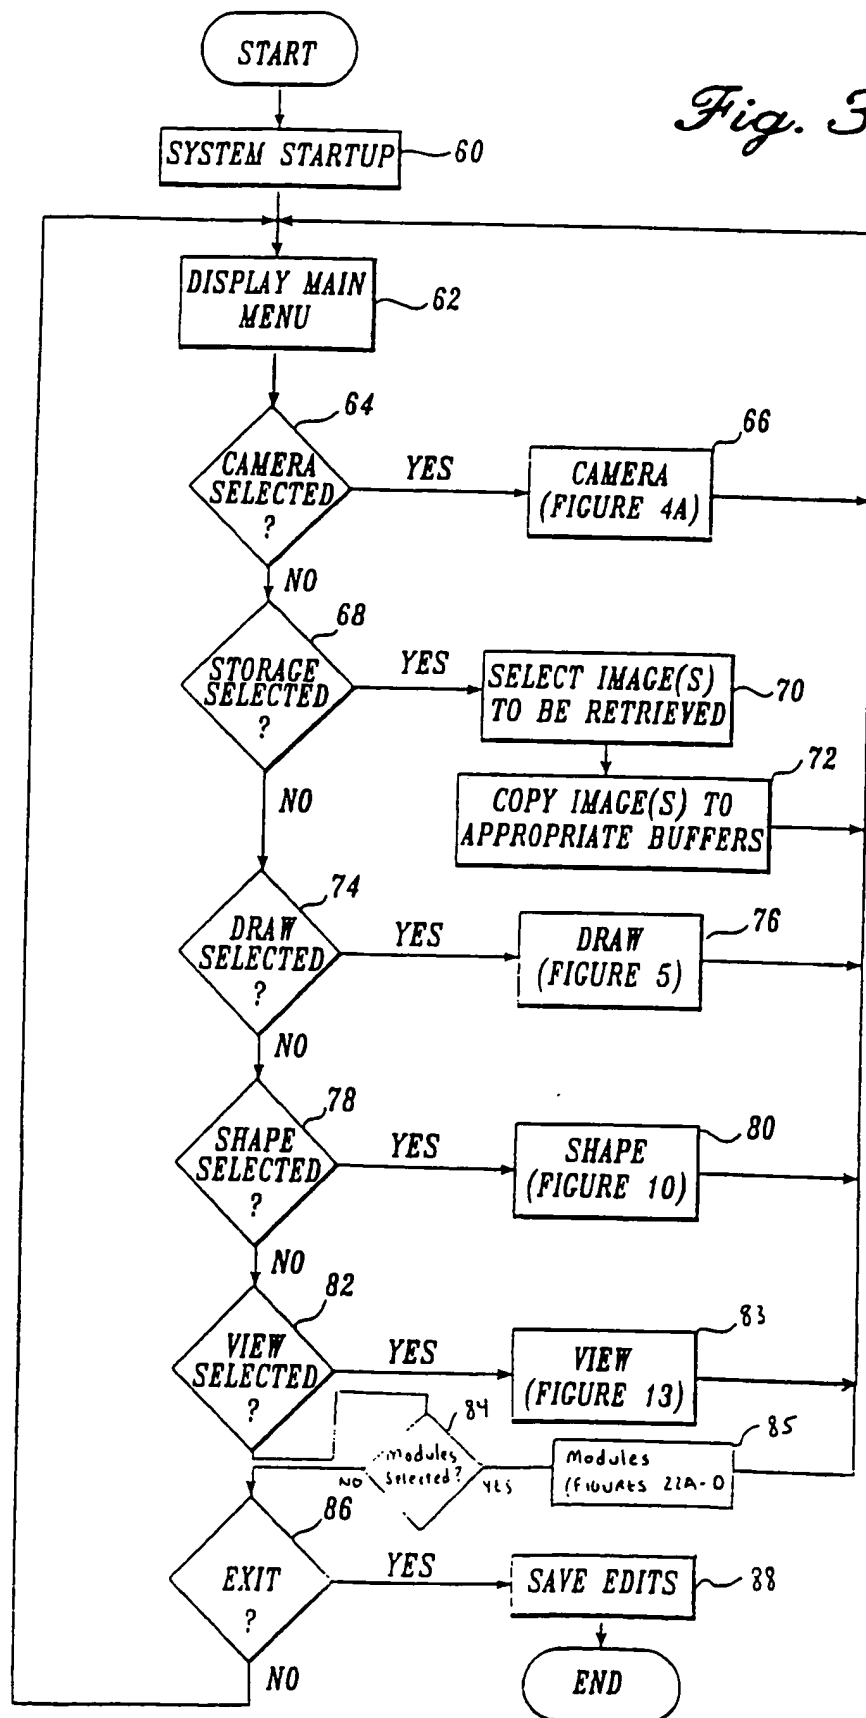 START
Fig. 3
SYSTEM STARTUP
60
DISPLAY MAIN
MENU
62
64
CAMERA
SELECTED
?
YES
66
CAMERA
(FIGURE 4A)
NO
68
STORAGE
SELECTED
?
YES
SELECT IMAGE(S)
TO BE RETRIEVED
70
72
COPY IMAGE(S) TO
APPROPRIATE BUFFERS
NO
74
DRAW
SELECTED
?
YES
76
DRAW
(FIGURE 5)
NO
78
SHAPE
SELECTED
?
YES
80
SHAPE
(FIGURE 10)
NO
82
VIEW
SELECTED
?
YES
83
VIEW
(FIGURE 13)
84
Modules
Selected?
NO
YES
85
Modules
(FIGURES 22A-D
86
EXIT
?
YES
SAVE EDITS
88
NO
END